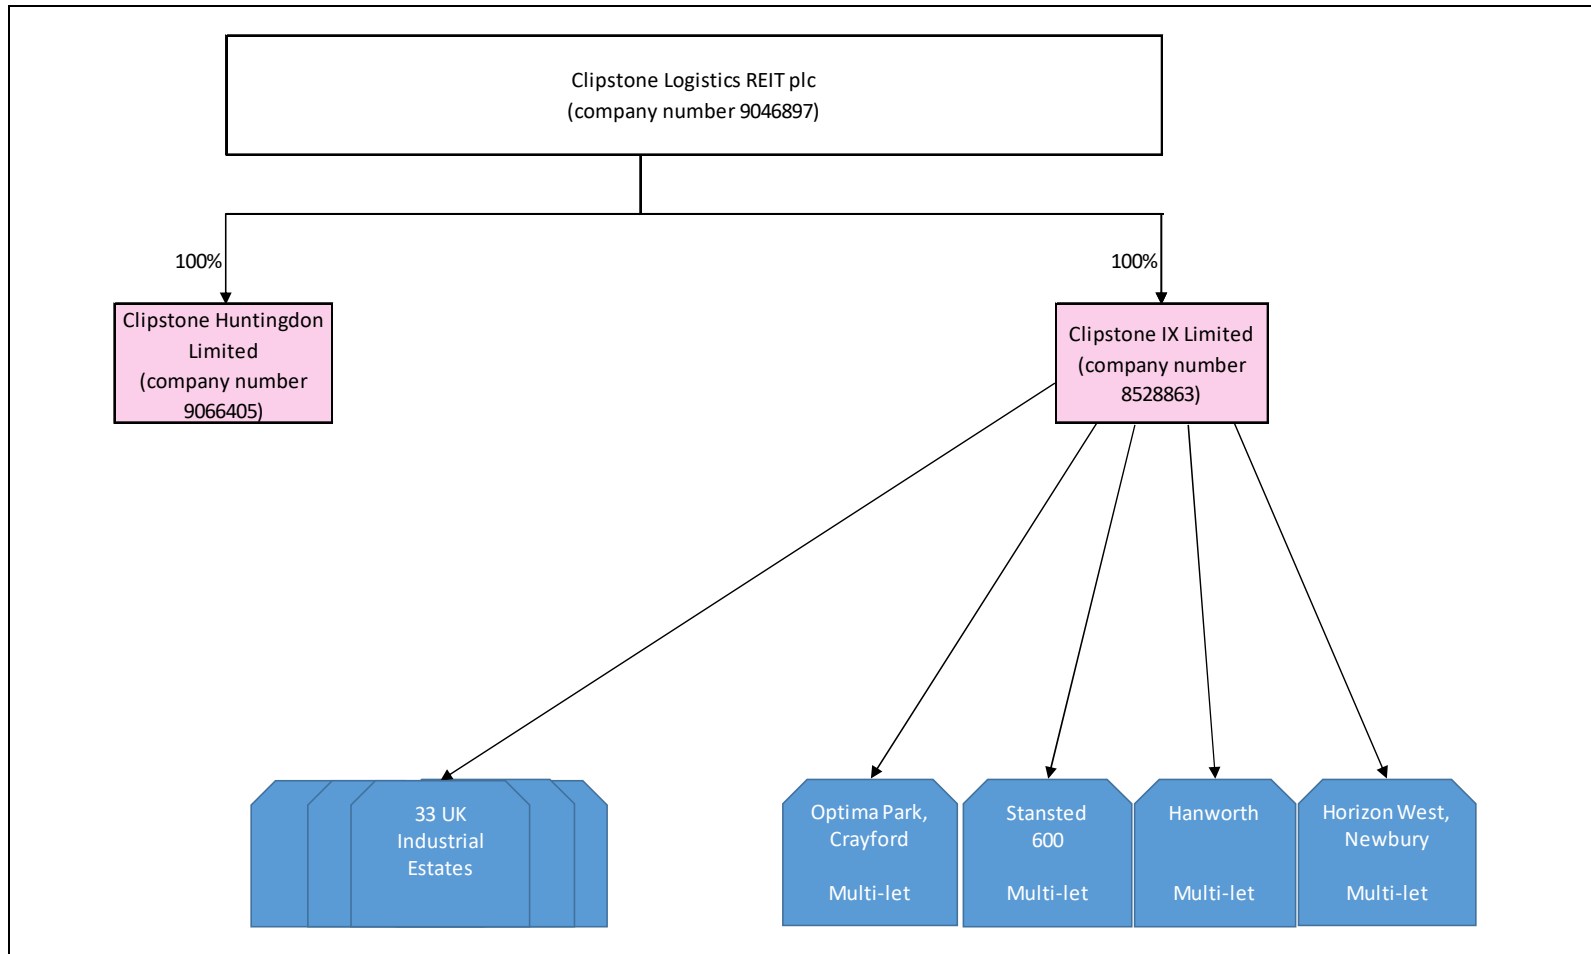 Clipstone Logistics REIT plc
(company number 9046897)
100%
100%
Clipstone Huntingdon
Limited
(company number
9066405)
Clipstone IX Limited
(company number
8528863)
33 UK
Industrial
Estates
Optima Park,
Crayford
Multi-let
Stansted
600
Multi-let
Hanworth
Multi-let
Horizon West,
Newbury
Multi-let